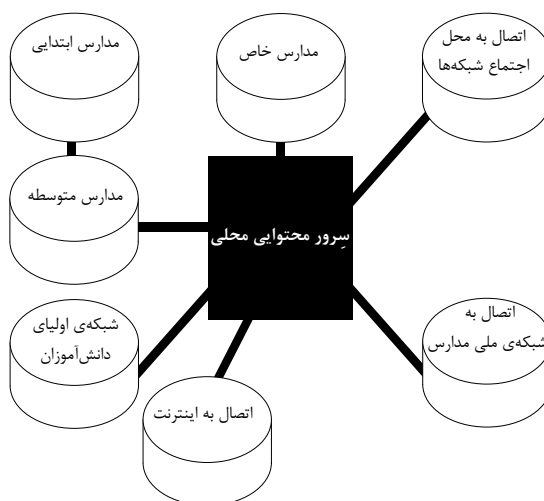 اتصال به محل
اجتماع شبکه‌ها
مدارس خاص
مدارس ابتدایی
مدارس متوسطه
سِرور محتوایی محلی
اتصال به
شبکه‌ی ملی مدارس
شبکه‌ی اولیای
دانش‌آموزان
اتصال به اینترنت